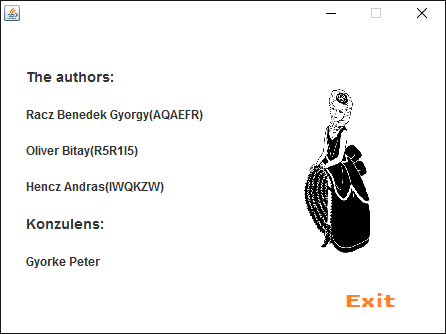 The authors:
Racz Benedek Gyorgy(AQAEFR)
Oliver Bitay(R5R1I5)
Hencz Andras(IWQKZW)
Konzulens:
Gyorke Peter
Exit